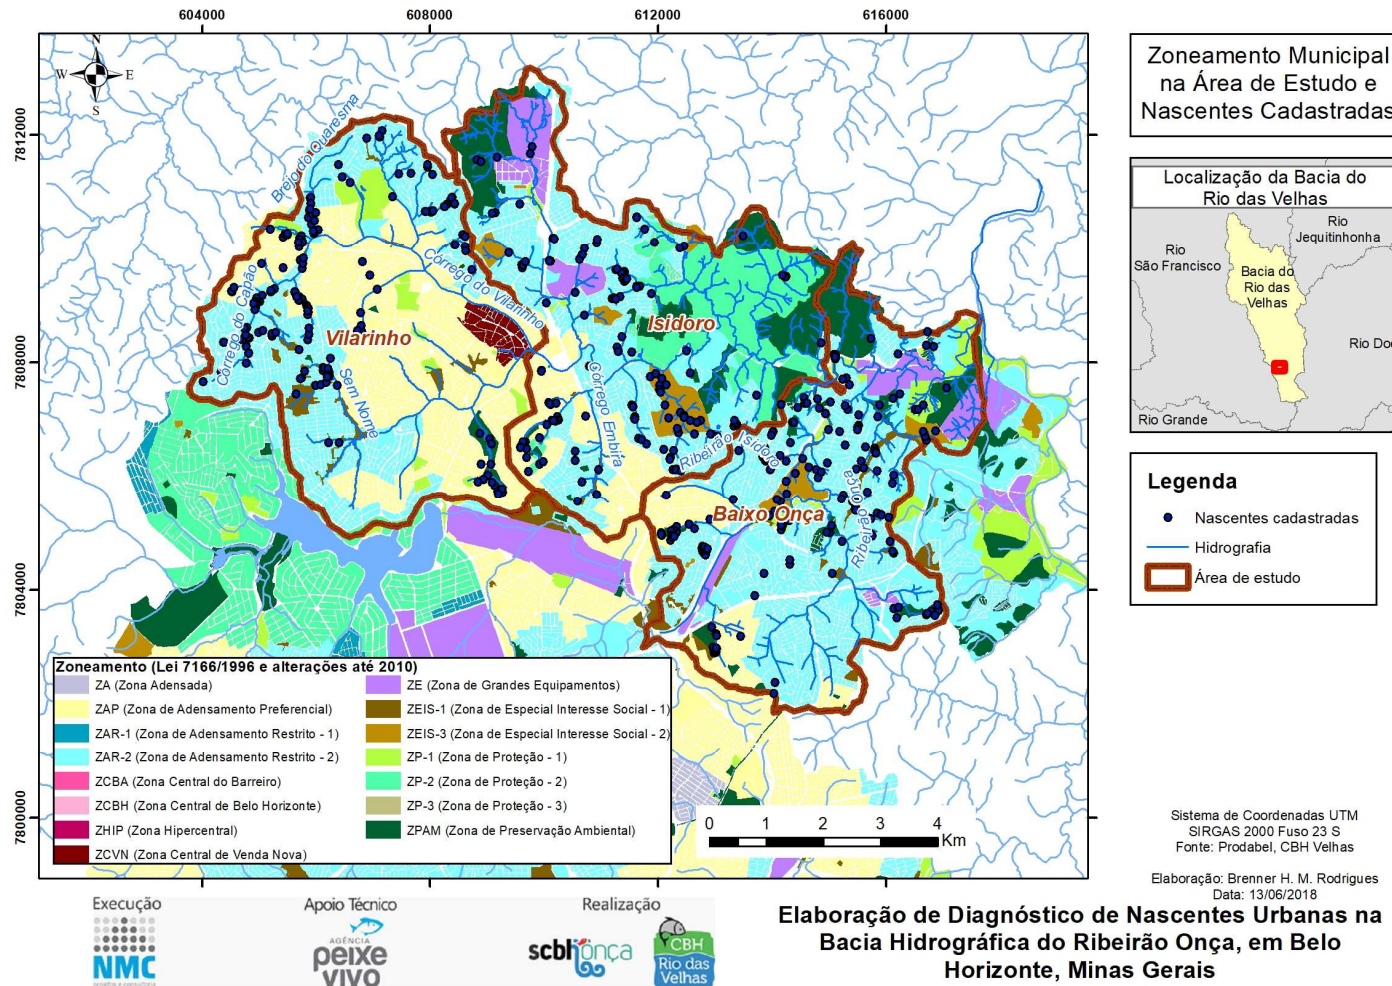 604000
608000
612000
616000
7812000
7808000
7804000
7800000
N
W
E
S
Brejo do Quaresma
Córrego do Capão
Vilarinho
Sem Nome
Córrego do Vilarinho
Córrego Embira
Isidoro
Ribeirão Isidoro
Baixo Onça
Ribeirão Onça
Zoneamento (Lei 7166/1996 e alterações até 2010)
ZA (Zona Adensada)
ZAP (Zona de Adensamento Preferencial)
ZAR-1 (Zona de Adensamento Restrito - 1)
ZAR-2 (Zona de Adensamento Restrito - 2)
ZCBA (Zona Central do Barreiro)
ZCBH (Zona Central de Belo Horizonte)
ZHIP (Zona Hipercentral)
ZCVN (Zona Central de Venda Nova)
ZE (Zona de Grandes Equipamentos)
ZEIS-1 (Zona de Especial Interesse Social - 1)
ZEIS-3 (Zona de Especial Interesse Social - 2)
ZP-1 (Zona de Proteção - 1)
ZP-2 (Zona de Proteção - 2)
ZP-3 (Zona de Proteção - 3)
ZPAM (Zona de Preservação Ambiental)
0 1 2 3 4
Km
Zoneamento Municipal
na Área de Estudo e
Nascentes Cadastradas
Localização da Bacia do
Rio das Velhas
Rio
Jequitinhonha
Rio
São Francisco
Bacia do
Rio das
Velhas
Rio Doc
Rio Grande
Legenda
Nascentes cadastradas
Hidrografia
Área de estudo
Sistema de Coordenadas UTM
SIRGAS 2000 Fuso 23 S
Fonte: Prodabel, CBH Velhas
Elaboração: Brenner H. M. Rodrigues
Data: 13/06/2018
Execução
NMC
Apoio Técnico
AGÊNCIA
peixe
vivo
Realização
scbh onça
CBH
Rio das
Velhas
Elaboração de Diagnóstico de Nascentes Urbanas na
Bacia Hidrográfica do Ribeirão Onça, em Belo
Horizonte, Minas Gerais